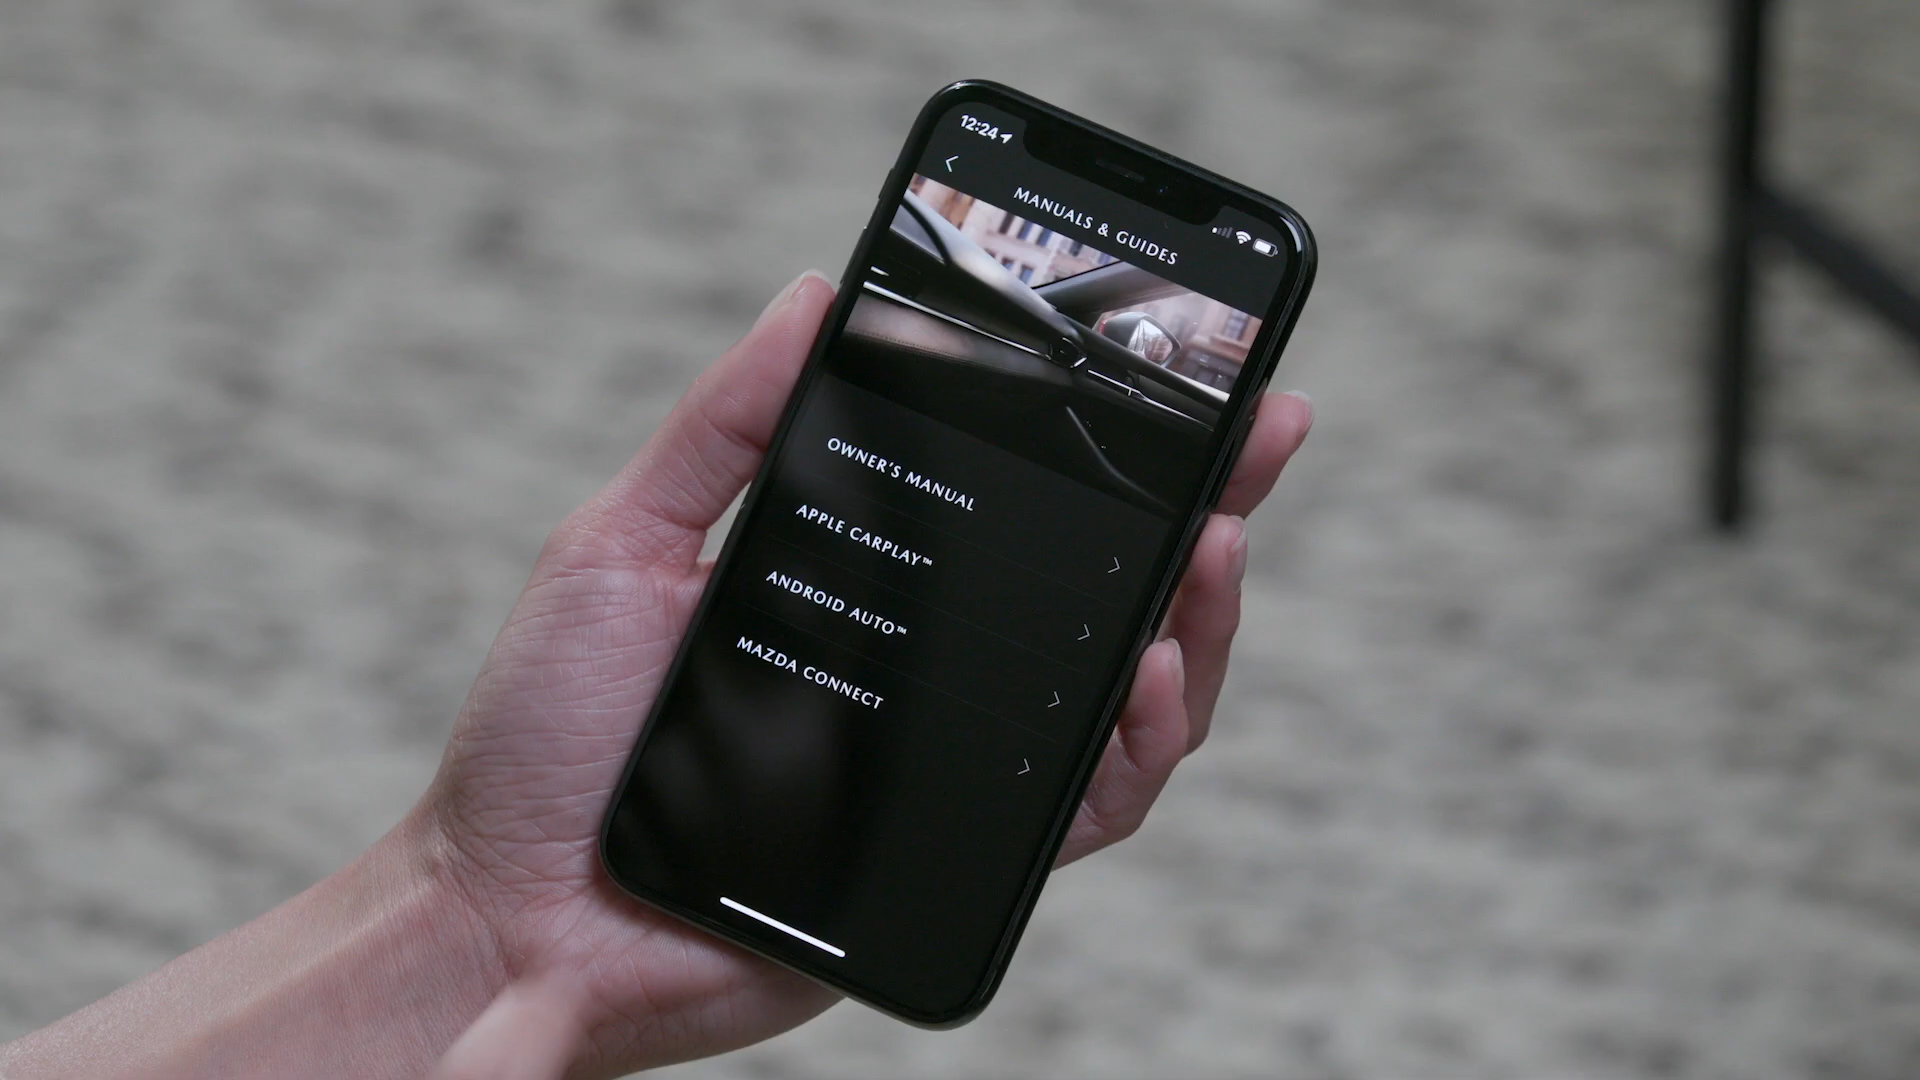 12:24
MANUALS & GUIDES
OWNER'S MANUAL
APPLE CARPLAY™
ANDROID AUTO™
MAZDA CONNECT